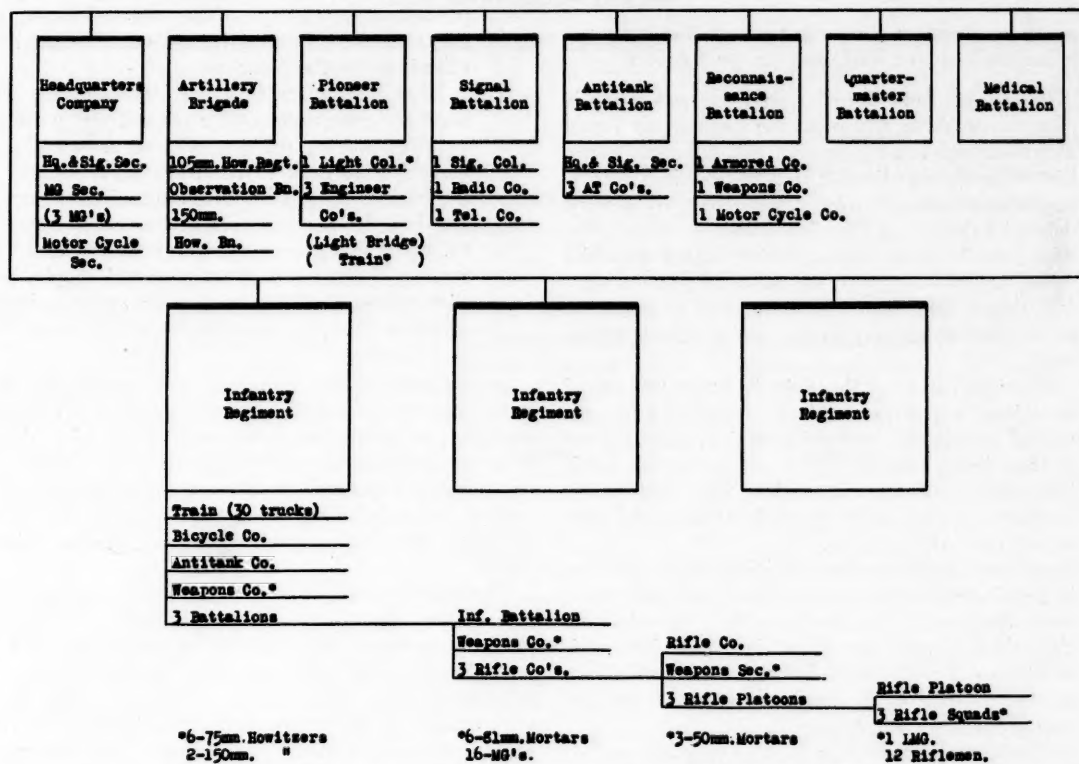 Headquarters
Company
Artillery
Brigade
Pioneer
Battalion
Signal
Battalion
Antitank
Battalion
Reconnais-
sance
Battalion
Quarter-
master
Battalion
Medical
Battalion
Hq.&Sig.Sec.
MG Sec.
(3 MG's)
Motor Cycle
Sec.
105mm.How.Regt.
Observation Bn.
150mm.
How. Bn.
1 Light Col.*
3 Engineer
Co's.
(Light Bridge)
( Train* )
1 Sig. Col.
1 Radio Co.
1 Tel. Co.
Hq.& Sig. Sec.
3 AT Co's.
1 Armored Co.
1 Weapons Co.
1 Motor Cycle Co.
Infantry
Regiment
Infantry
Regiment
Infantry
Regiment
Train (30 trucks)
Bicycle Co.
Antitank Co.
Weapons Co.*
3 Battalions
Inf. Battalion
Weapons Co.*
3 Rifle Co's.
Rifle Co.
Weapons Sec.*
3 Rifle Platoons
Rifle Platoon
3 Rifle Squads*
*6-75mm.Howitzers
2-150mm. "
*6-81mm.Mortars
16-MG's.
*3-50mm.Mortars
*1 LMG.
12 Riflemen.